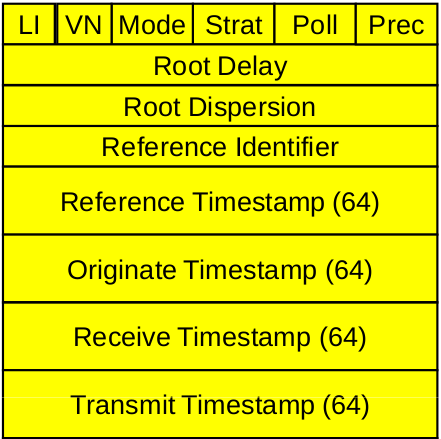 LI VN Mode Strat Poll Prec
Root Delay
Root Dispersion
Reference Identifier
Reference Timestamp (64)
Originate Timestamp (64)
Receive Timestamp (64)
Transmit Timestamp (64)